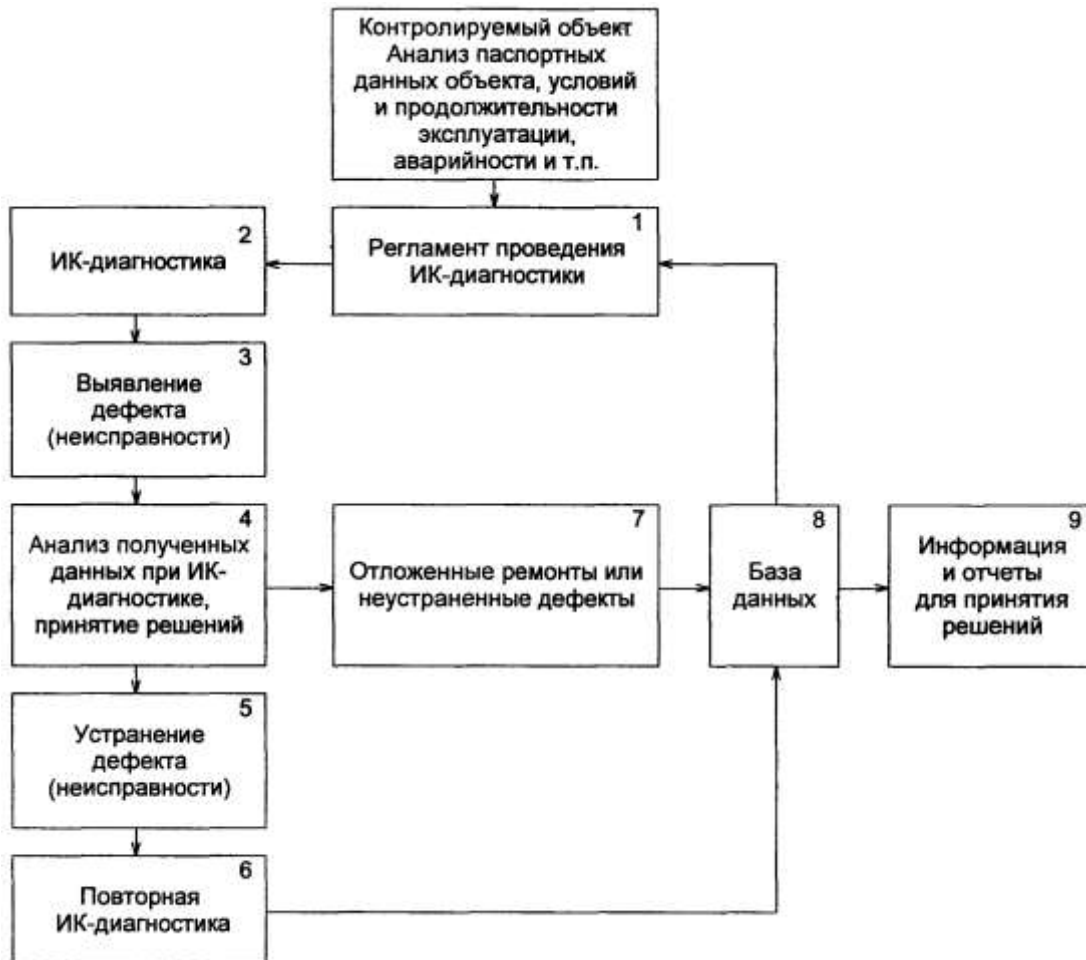 Контролируемый объект
Анализ паспортных
данных объекта, условий
и продолжительности
эксплуатации,
аварийности и т.п.
1
Регламент проведения
ИК-диагностики
2
ИК-диагностика
3
Выявление
дефекта
(неисправности)
4
Анализ полученных
данных при ИК-
диагностике,
принятие решений
5
Устранение
дефекта
(неисправности)
6
Повторная
ИК-диагностика
7
Отложенные ремонты или
неустраненные дефекты
8
База
данных
9
Информация
и отчеты
для принятия
решений